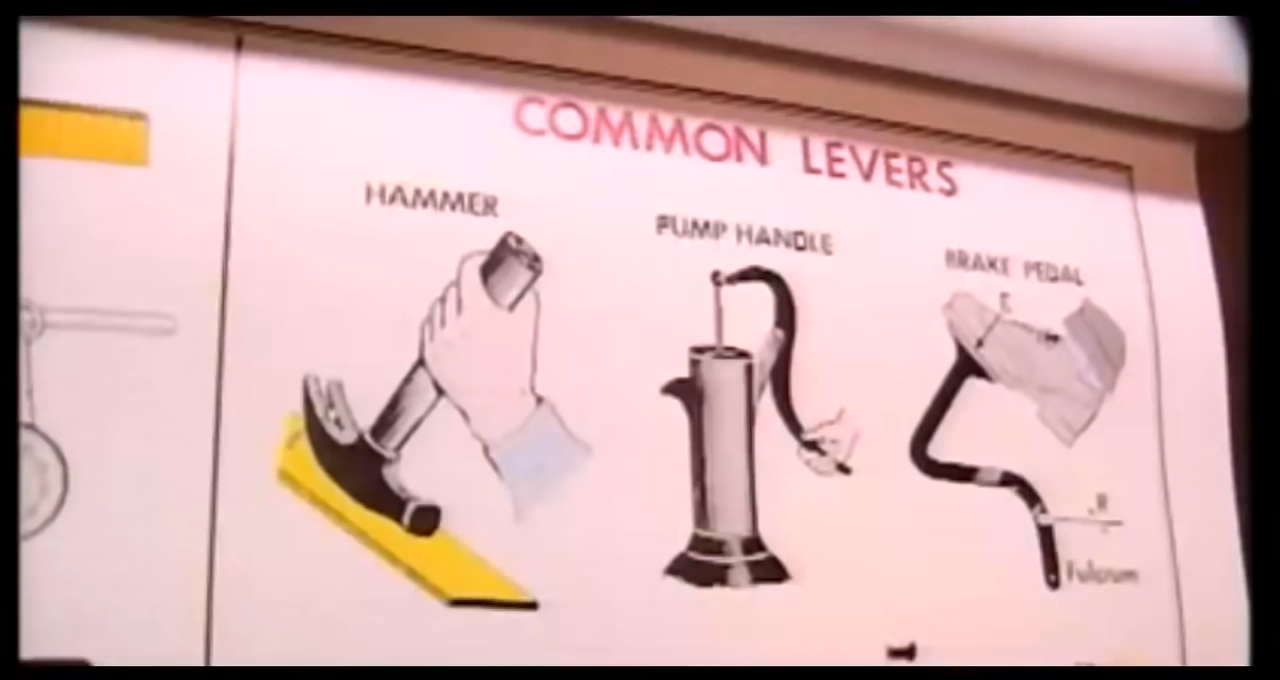 COMMON LEVERS
HAMMER
PUMP HANDLE
BRAKE PEDAL
E
R
Fulcrum